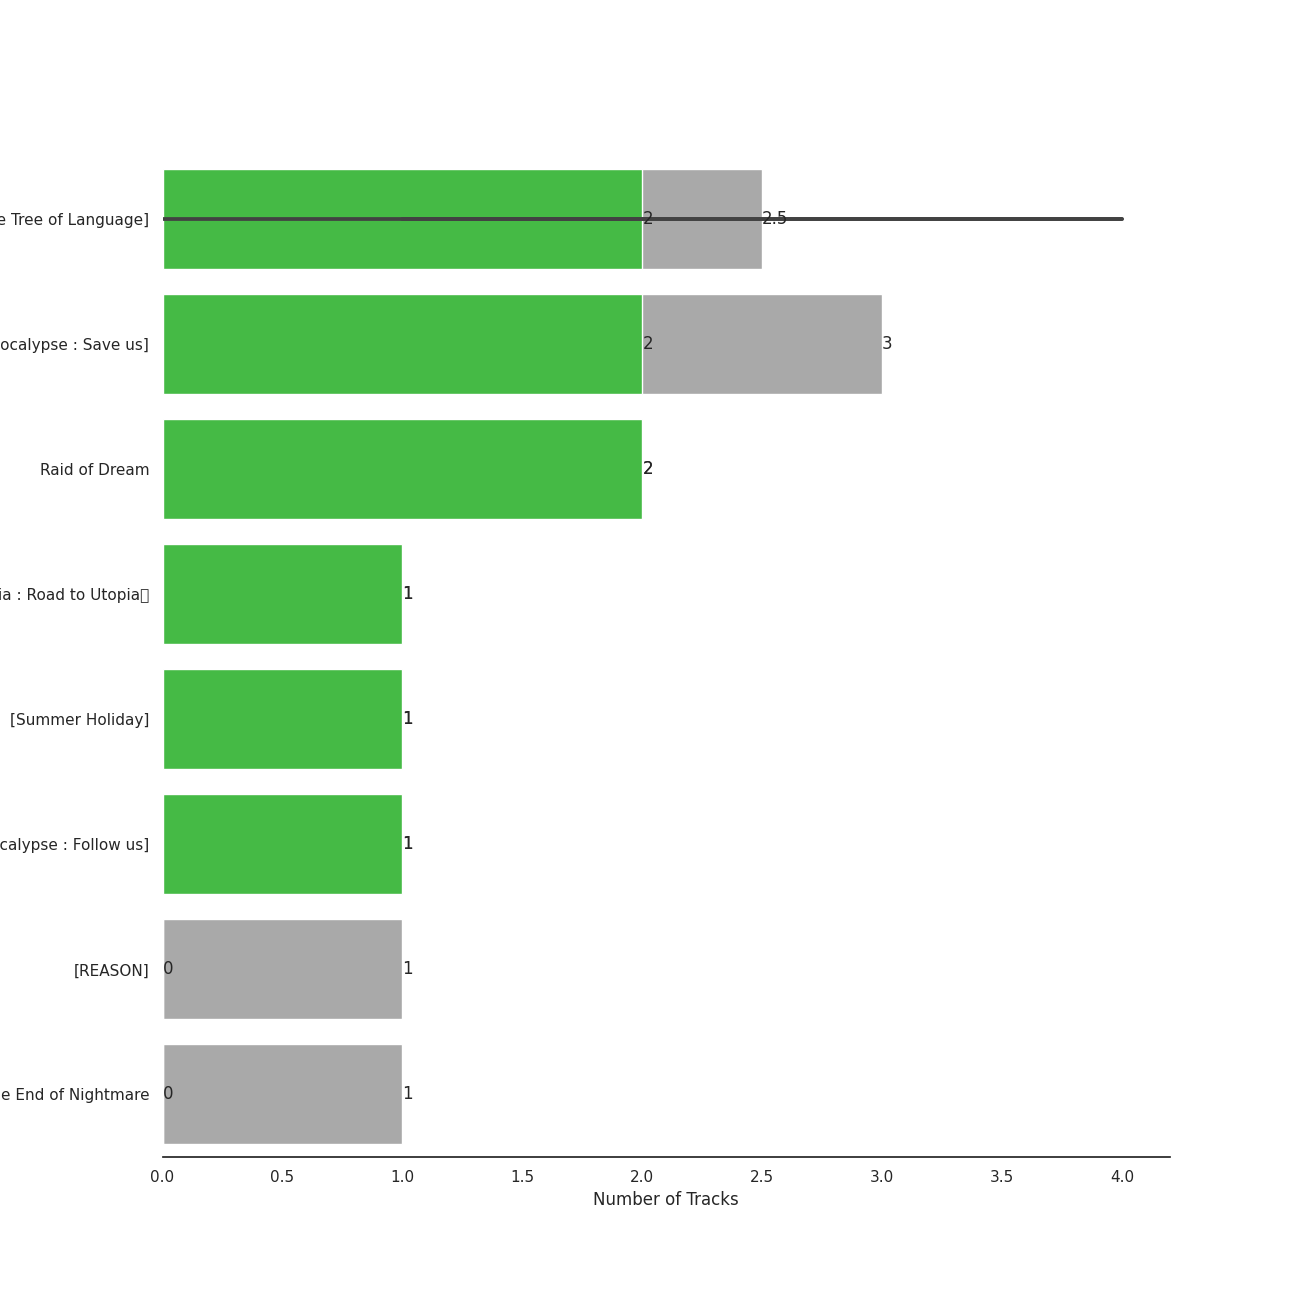 e Tree of Language] 2 2.5
ocalypse : Save us] 2 3
Raid of Dream 2
ia : Road to Utopia 1
[Summer Holiday] 1
calypse : Follow us] 1
[REASON] 0 1
e End of Nightmare 0 1
0.0 0.5 1.0 1.5 2.0 2.5 3.0 3.5 4.0
Number of Tracks